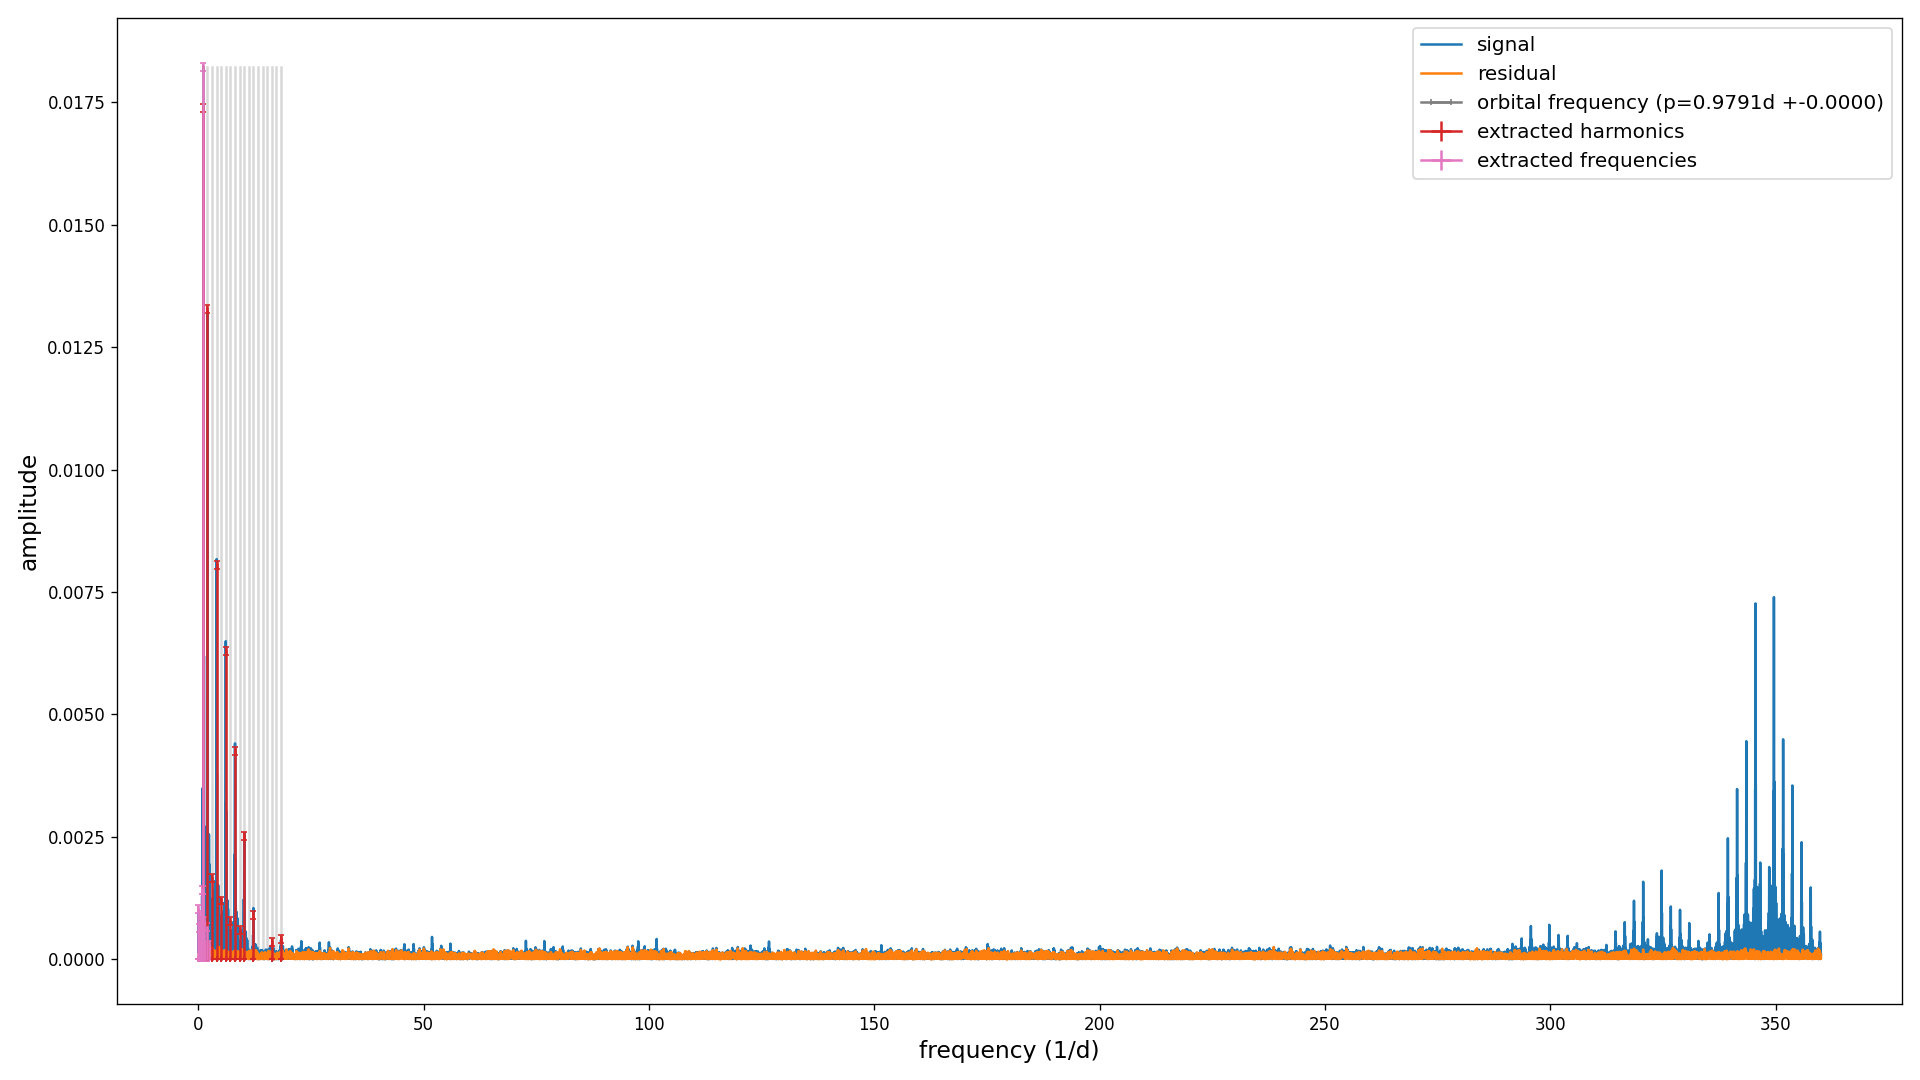 signal
residual
orbital frequency (p=0.9791d +-0.0000)
extracted harmonics
extracted frequencies
0.0175
0.0150
0.0125
0.0100
0.0075
0.0050
0.0025
0.0000
amplitude
0 50 100 150 200 250 300 350
frequency (1/d)